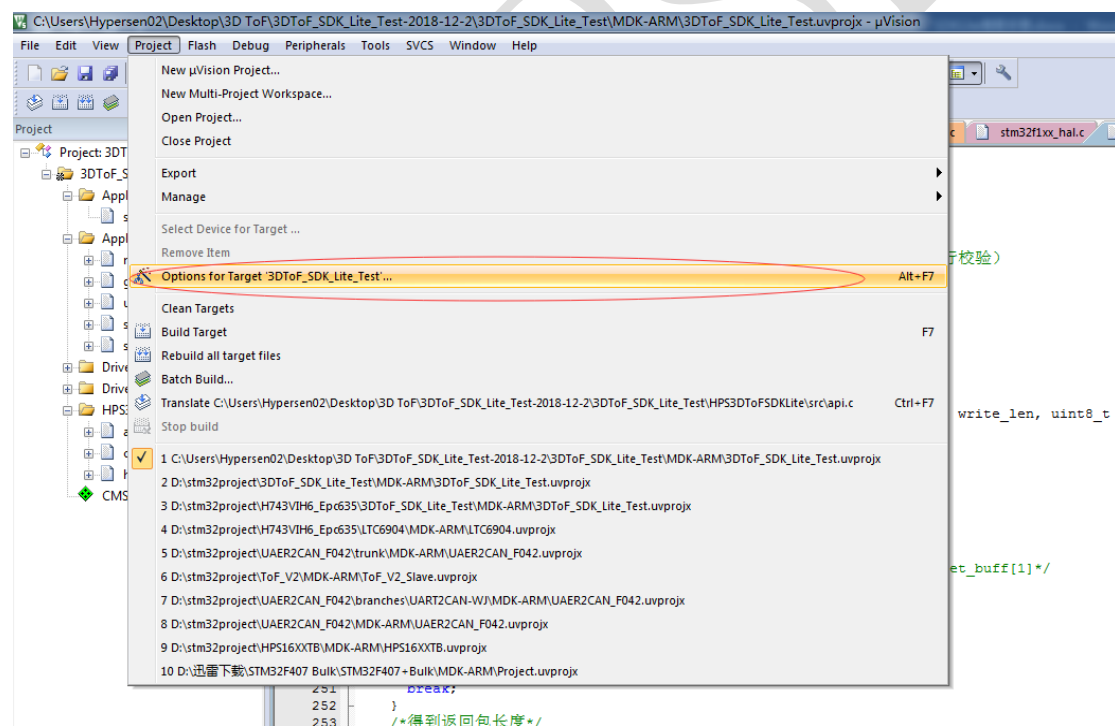 C:\Users\Hypersen02\Desktop\3D ToF\3DToF_SDK_Lite_Test-2018-12-2\3DToF_SDK_Lite_Test\MDK-ARM\3DToF_SDK_Lite_Test.uvprojx - µVision
File Edit View Project Flash Debug Peripherals Tools SVCS Window Help
New µVision Project...
New Multi-Project Workspace...
Project
Open Project...
stm32f1xx_hal.c
Close Project
Project: 3DT
3DToF_S
Export
Appl
Manage
Select Device for Target ...
Appl
Remove Item
行校验）
Options for Target '3DToF_SDK_Lite_Test'... Alt+F7
Clean Targets
Build Target F7
Rebuild all target files
Drive
Batch Build...
Drive
Translate C:\Users\Hypersen02\Desktop\3D ToF\3DToF_SDK_Lite_Test-2018-12-2\3DToF_SDK_Lite_Test\HPS3DToFSDKLite\src\api.c Ctrl+F7
HPS3
write_len, uint8_t
Stop build
1 C:\Users\Hypersen02\Desktop\3D ToF\3DToF_SDK_Lite_Test-2018-12-2\3DToF_SDK_Lite_Test\MDK-ARM\3DToF_SDK_Lite_Test.uvprojx
2 D:\stm32project\3DToF_SDK_Lite_Test\MDK-ARM\3DToF_SDK_Lite_Test.uvprojx
CMS
3 D:\stm32project\H743VIH6_Epc635\3DToF_SDK_Lite_Test\MDK-ARM\3DToF_SDK_Lite_Test.uvprojx
4 D:\stm32project\H743VIH6_Epc635\LTC6904\MDK-ARM\LTC6904.uvprojx
5 D:\stm32project\UAER2CAN_F042\trunk\MDK-ARM\UAER2CAN_F042.uvprojx
et_buff[1]*/
6 D:\stm32project\ToF_V2\MDK-ARM\ToF_V2_Slave.uvprojx
7 D:\stm32project\UAER2CAN_F042\branches\UART2CAN-WJ\MDK-ARM\UAER2CAN_F042.uvprojx
8 D:\stm32project\UAER2CAN_F042\MDK-ARM\UAER2CAN_F042.uvprojx
9 D:\stm32project\HPS16XXTB\MDK-ARM\HPS16XXTB.uvprojx
10 D:\迅雷下载\STM32F407 Bulk\STM32F407+Bulk\MDK-ARM\Project.uvprojx
251 break;
252 }
253 /*得到返回包长度*/